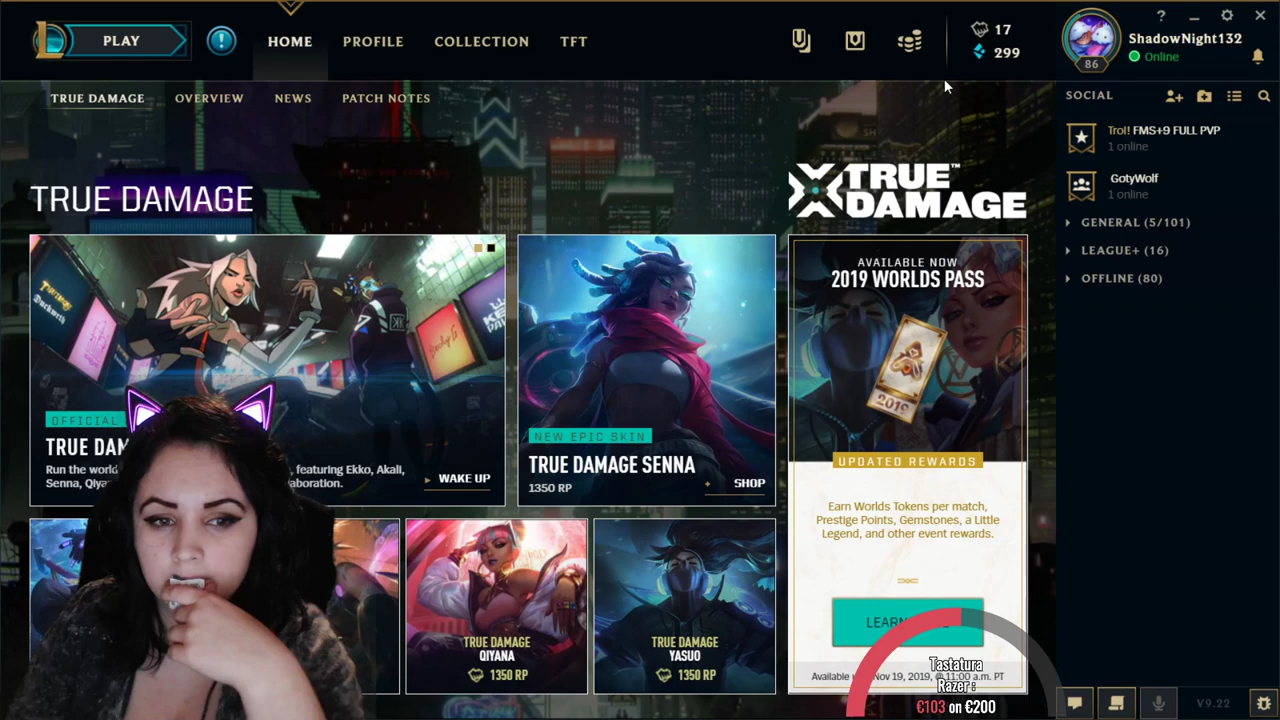 PLAY
HOME
PROFILE
COLLECTION
TFT
17
299
86
ShadowNight132
Online
TRUE DAMAGE
OVERVIEW
NEWS
PATCH NOTES
SOCIAL
Trol! FMS+9 FULL PVP
1 online
GotyWolf
1 online
GENERAL (5/101)
LEAGUE+ (16)
OFFLINE (80)
TRUE DAMAGE
TRUE DAMAGE™
OFFICIAL
TRUE DAM
Run the world , featuring Ekko, Akali,
Senna, Qiya aboration.
WAKE UP
NEW EPIC SKIN
TRUE DAMAGE SENNA
1350 RP
SHOP
AVAILABLE NOW
2019 WORLDS PASS
2019
UPDATED REWARDS
Earn Worlds Tokens per match,
Prestige Points, Gemstones, a Little
Legend, and other event rewards.
LEARN
Available Nov 19, 2019, @ 11:00 a.m. PT
TRUE DAMAGE
QIYANA
1350 RP
TRUE DAMAGE
YASUO
1350 RP
Tastatura
Razer :
€103 on €200
V9.22